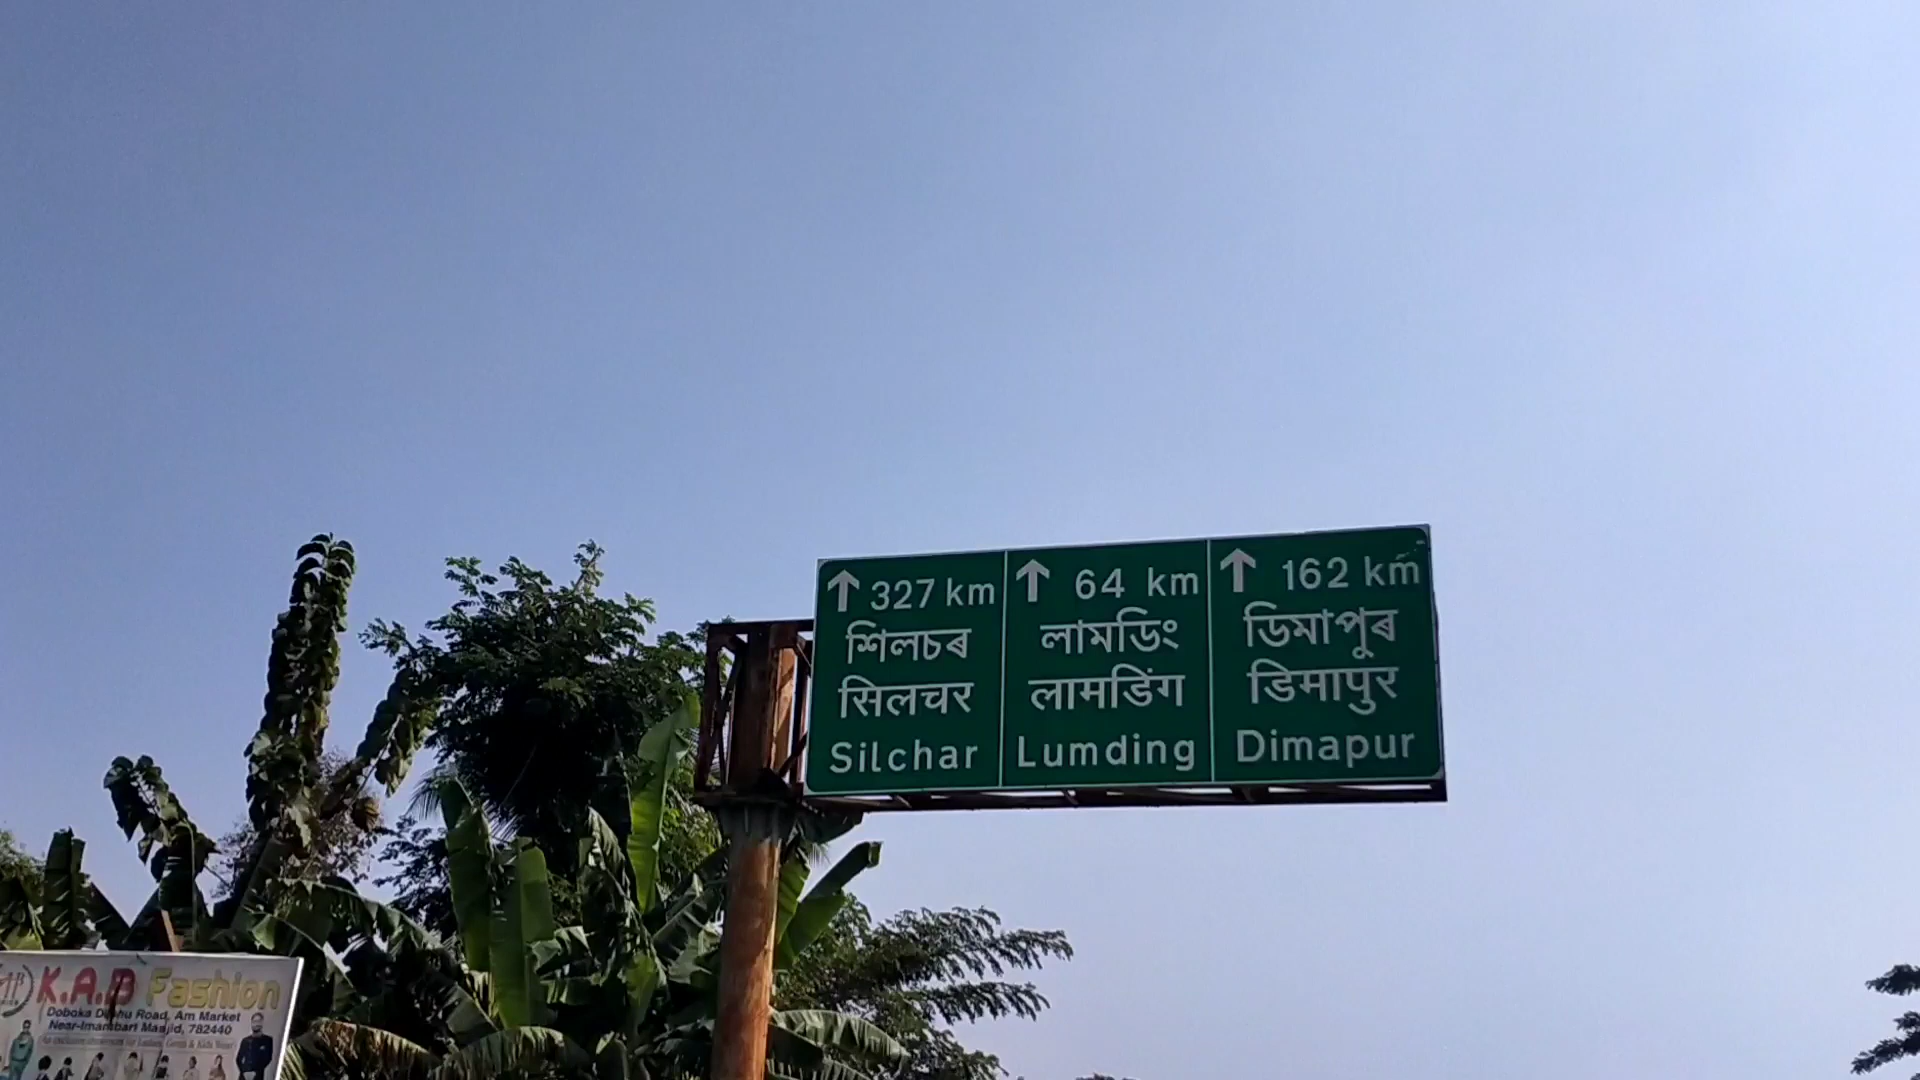 ↑ 327 km
শিলচৰ
सिलचर
Silchar
↑ 64 km
লামডিং
लामडिंग
Lumding
↑ 162 km
ডিমাপুৰ
डिमापुर
Dimapur
K.A.B Fashion
Doboka Diphu Road, Am Market
Near-Imambari Masjid, 782440